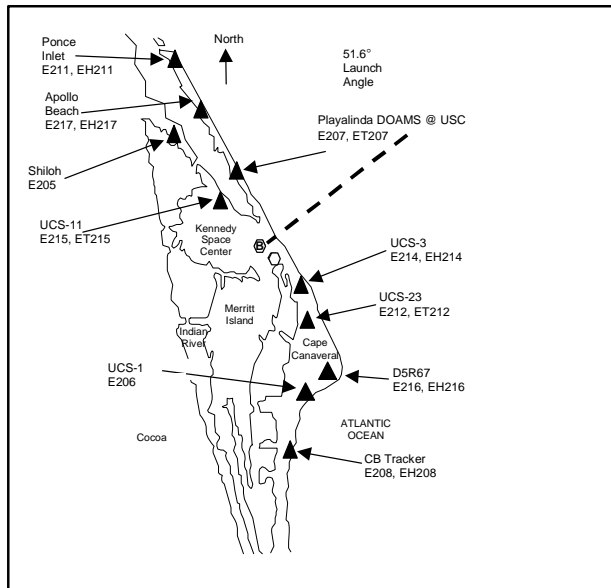 Ponce
Inlet
E211, EH211
North
51.6°
Launch
Angle
Apollo
Beach
E217, EH217
Playalinda DOAMS @ USC
E207, ET207
Shiloh
E205
UCS-11
E215, ET215
Kennedy
Space
Center
UCS-3
E214, EH214
UCS-23
E212, ET212
Merritt
Island
Indian
River
Cape
Canaveral
UCS-1
E206
D5R67
E216, EH216
Cocoa
ATLANTIC
OCEAN
CB Tracker
E208, EH208